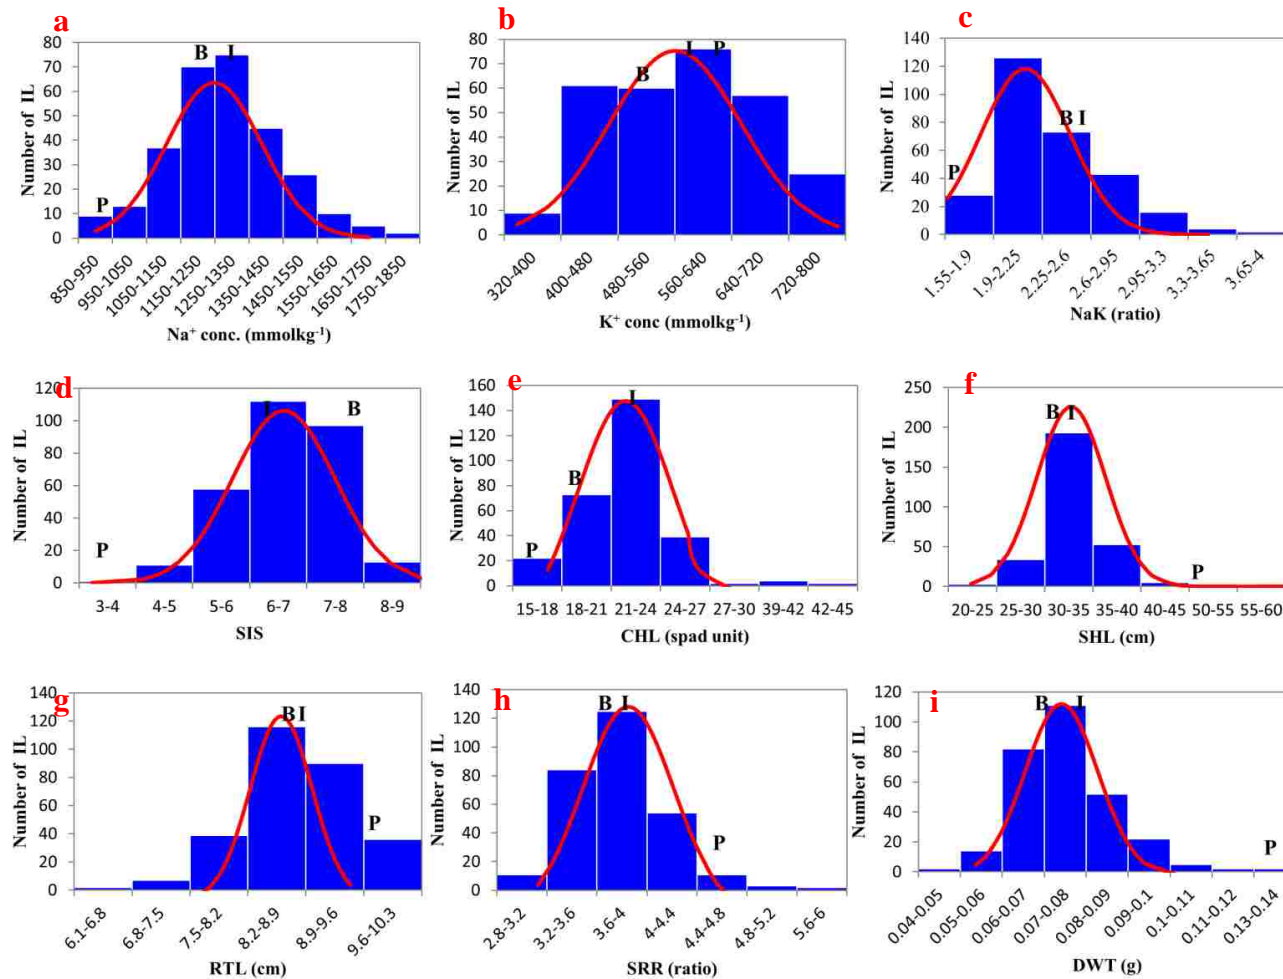 a
Number of IL
80
70
60
50
40
30
20
10
0
P
B
I
850-950
950-1050
1050-1150
1150-1250
1250-1350
1350-1450
1450-1550
1550-1650
1650-1750
1750-1850
Na⁺ conc. (mmolkg⁻¹)
b
Number of IL
80
70
60
50
40
30
20
10
0
B
I
P
320-400
400-480
480-560
560-640
640-720
720-800
K⁺ conc (mmolkg⁻¹)
c
Number of IL
140
120
100
80
60
40
20
0
P
B I
1.55-1.9
1.9-2.25
2.25-2.6
2.6-2.95
2.95-3.3
3.3-3.65
3.65-4
NaK (ratio)
d
Number of IL
120
100
80
60
40
20
0
P
I
B
3-4
4-5
5-6
6-7
7-8
8-9
SIS
e
Number of IL
160
140
120
100
80
60
40
20
0
P
B
I
15-18
18-21
21-24
24-27
27-30
39-42
42-45
CHL (spad unit)
f
Number of IL
250
200
150
100
50
0
B I
P
20-25
25-30
30-35
35-40
40-45
50-55
55-60
SHL (cm)
g
Number of IL
140
120
100
80
60
40
20
0
B I
P
6.1-6.8
6.8-7.5
7.5-8.2
8.2-8.9
8.9-9.6
9.6-10.3
RTL (cm)
h
Number of IL
140
120
100
80
60
40
20
0
B I
P
2.8-3.2
3.2-3.6
3.6-4
4-4.4
4.4-4.8
4.8-5.2
5.6-6
SRR (ratio)
i
Number of IL
120
100
80
60
40
20
0
B
I
P
0.04-0.05
0.05-0.06
0.06-0.07
0.07-0.08
0.08-0.09
0.09-0.1
0.1-0.11
0.11-0.12
0.13-0.14
DWT (g)